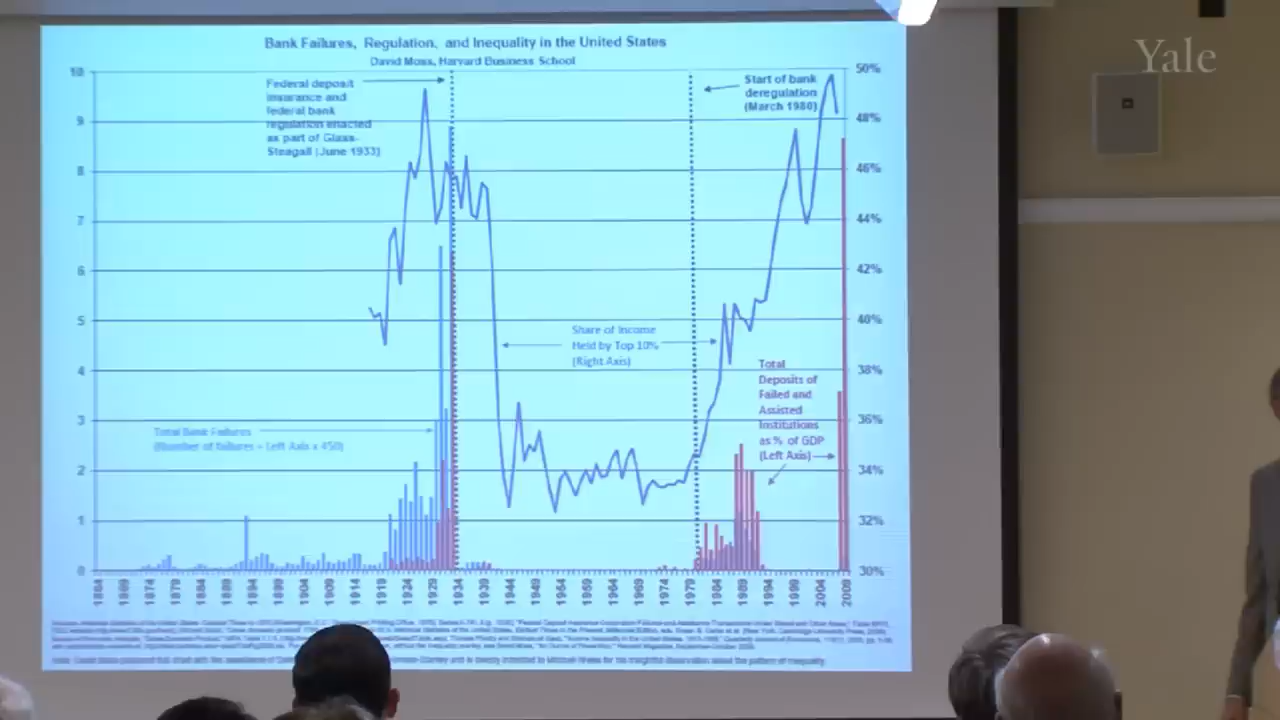 Yale
Bank Failures, Regulation, and Inequality in the United States
David Moss, Harvard Business School
10
9
8
7
6
5
4
3
2
1
0
50%
48%
46%
44%
42%
40%
38%
36%
34%
32%
30%
Federal deposit
insurance and
federal bank
regulation enacted
as part of Glass-
Steagall (June 1933)
Start of bank
deregulation
(March 1980)
Share of Income
Held by Top 10%
(Right Axis)
Total
Deposits of
Failed and
Assisted
Institutions
as % of GDP
(Left Axis)
Total Bank Failures
(Number of failures = Left Axis x 450)
1864
1869
1874
1879
1884
1889
1894
1899
1904
1909
1914
1919
1924
1929
1934
1939
1944
1949
1954
1959
1964
1969
1974
1979
1984
1989
1994
1999
2004
2009